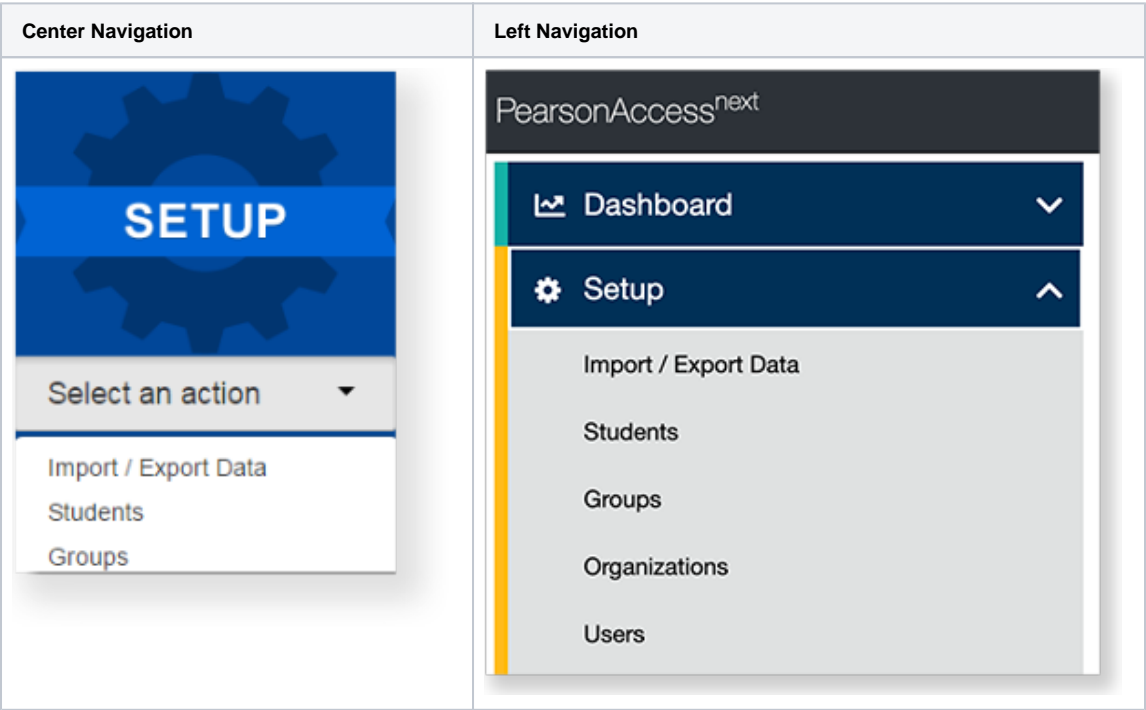 Center Navigation
Left Navigation
SETUP
Select an action
Import / Export Data
Students
Groups
PearsonAccessnext
Dashboard
Setup
Import / Export Data
Students
Groups
Organizations
Users